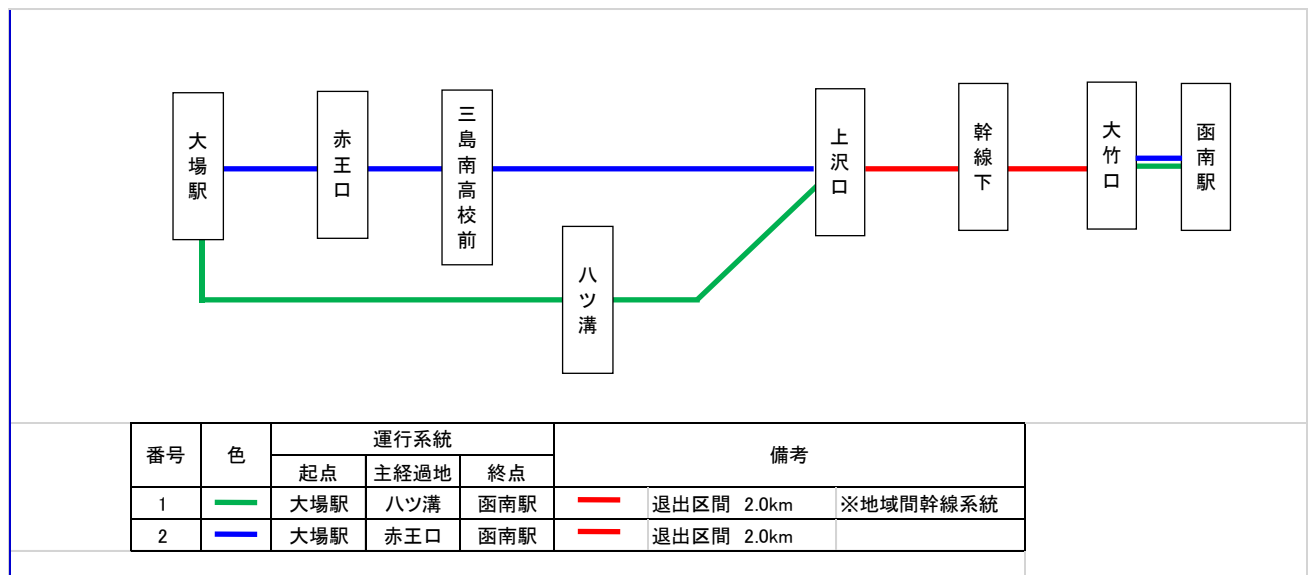 大場駅
赤王口
三島南高校前
八ツ溝
上沢口
幹線下
大竹口
函南駅
番号 色 運行系統 備考
起点 主経過地 終点
1 大場駅 八ツ溝 函南駅 退出区間 2.0km ※地域間幹線系統
2 大場駅 赤王口 函南駅 退出区間 2.0km